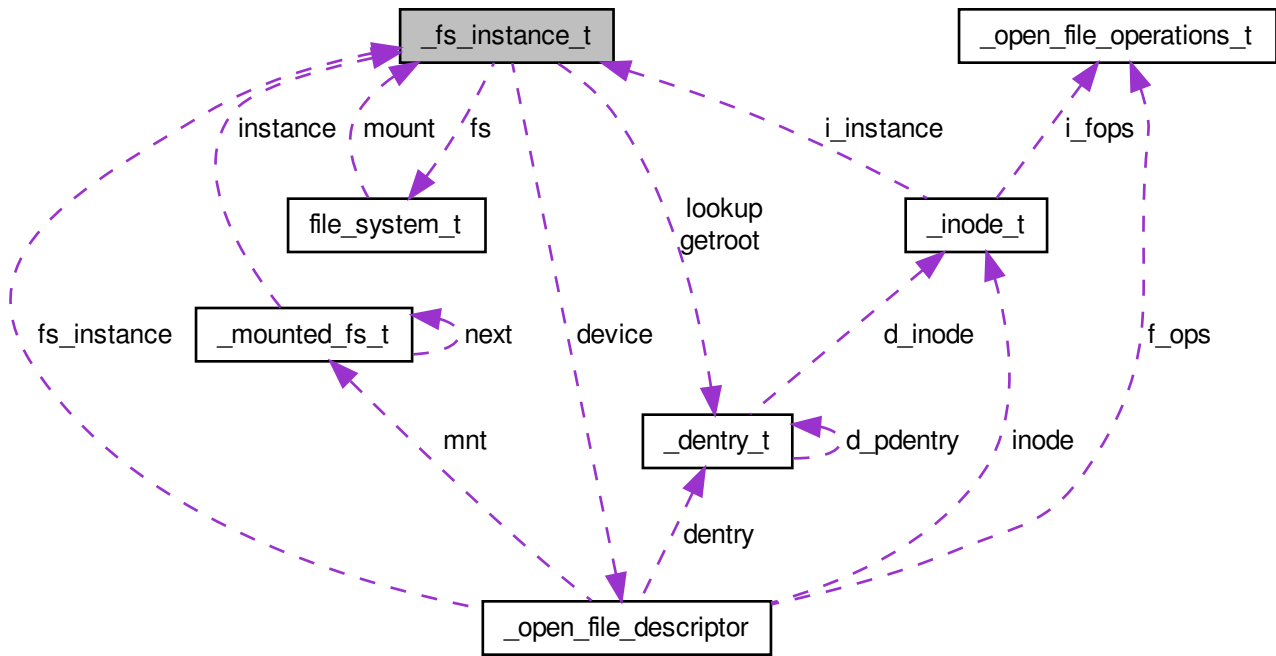 _fs_instance_t
_open_file_operations_t
instance
mount
fs
i_instance
i_fops
lookup
getroot
file_system_t
_inode_t
fs_instance
_mounted_fs_t
next
device
d_inode
f_ops
mnt
_dentry_t
d_pdentry
inode
dentry
_open_file_descriptor